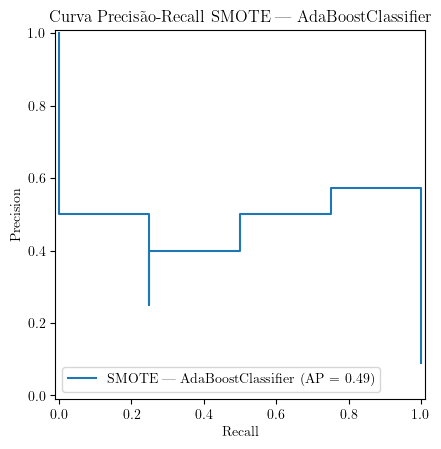 Curva Precisão-Recall SMOTE — AdaBoostClassifier
1.0
0.8
0.6
0.4
0.2
0.0
Precision
SMOTE — AdaBoostClassifier (AP = 0.49)
0.0 0.2 0.4 0.6 0.8 1.0
Recall